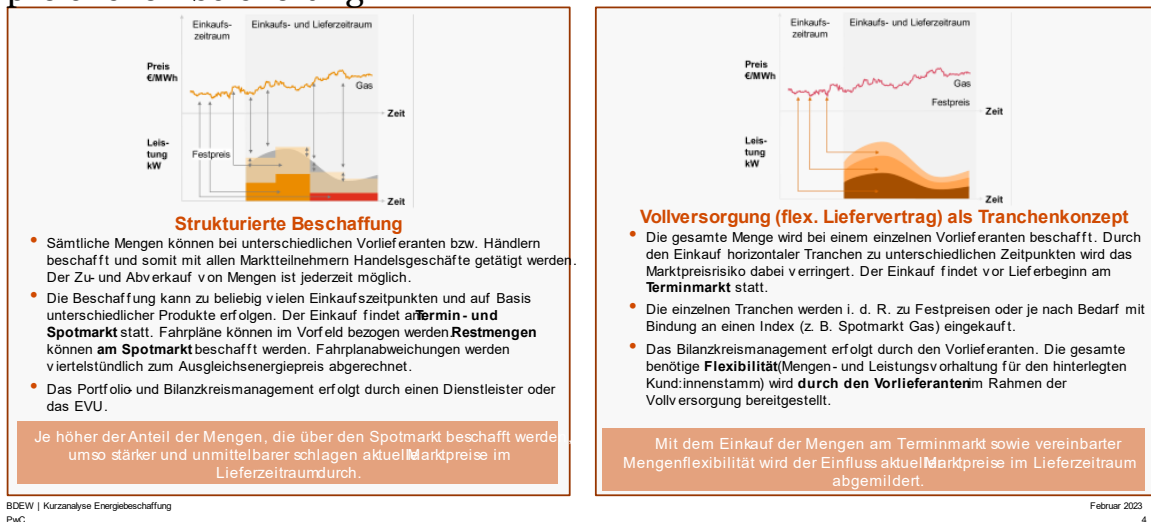 Einkaufs-
zeitraum
Einkaufs- und Lieferzeitraum
Preis
€/MWh
Gas
Zeit
Leis-
tung
kW
Festpreis
Zeit
Strukturierte Beschaffung
• Sämtliche Mengen können bei unterschiedlichen Vorlieferanten bzw. Händlern
beschafft und somit mit allen Marktteilnehmern Handelsgeschäfte getätigt werden.
Der Zu- und Abverkauf von Mengen ist jederzeit möglich.
• Die Beschaffung kann zu beliebig vielen Einkaufszeitpunkten und auf Basis
unterschiedlicher Produkte erfolgen. Der Einkauf findet am Termin- und
Spotmarkt statt. Fahrpläne können im Vorfeld bezogen werden. Restmengen
können am Spotmarkt beschafft werden. Fahrplanabweichungen werden
viertelstündlich zum Ausgleichsenergiepreis abgerechnet.
• Das Portfolio- und Bilanzkreismanagement erfolgt durch einen Dienstleister oder
das EVU.
Je höher der Anteil der Mengen, die über den Spotmarkt beschafft werden,
umso stärker und unmittelbarer schlagen aktuelle Marktpreise im
Lieferzeitraum durch.
Einkaufs-
zeitraum
Einkaufs- und Lieferzeitraum
Preis
€/MWh
Gas
Festpreis
Zeit
Leis-
tung
kW
Zeit
Vollversorgung (flex. Liefervertrag) als Tranchenkonzept
• Die gesamte Menge wird bei einem einzelnen Vorlieferanten beschafft. Durch
den Einkauf horizontaler Tranchen zu unterschiedlichen Zeitpunkten wird das
Marktpreisrisiko dabei verringert. Der Einkauf findet vor Lieferbeginn am
Terminmarkt statt.
• Die einzelnen Tranchen werden i. d. R. zu Festpreisen oder je nach Bedarf mit
Bindung an einen Index (z. B. Spotmarkt Gas) eingekauft.
• Das Bilanzkreismanagement erfolgt durch den Vorlieferanten. Die gesamte
benötige Flexibilität (Mengen- und Leistungsvorhaltung für den hinterlegten
Kund:innenstamm) wird durch den Vorlieferanten im Rahmen der
Vollversorgung bereitgestellt.
Mit dem Einkauf der Mengen am Terminmarkt sowie vereinbarter
Mengenflexibilität wird der Einfluss aktueller Marktpreise im Lieferzeitraum
abgemildert.
BDEW | Kurzanalyse Energiebeschaffung
PwC
Februar 2023
4